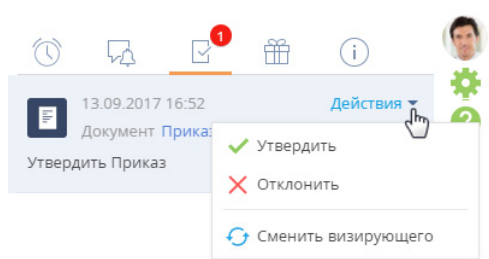 1
13.09.2017 16:52 Действия
Документ Приказ
Утвердить Приказ
Утвердить
Отклонить
Сменить визирующего